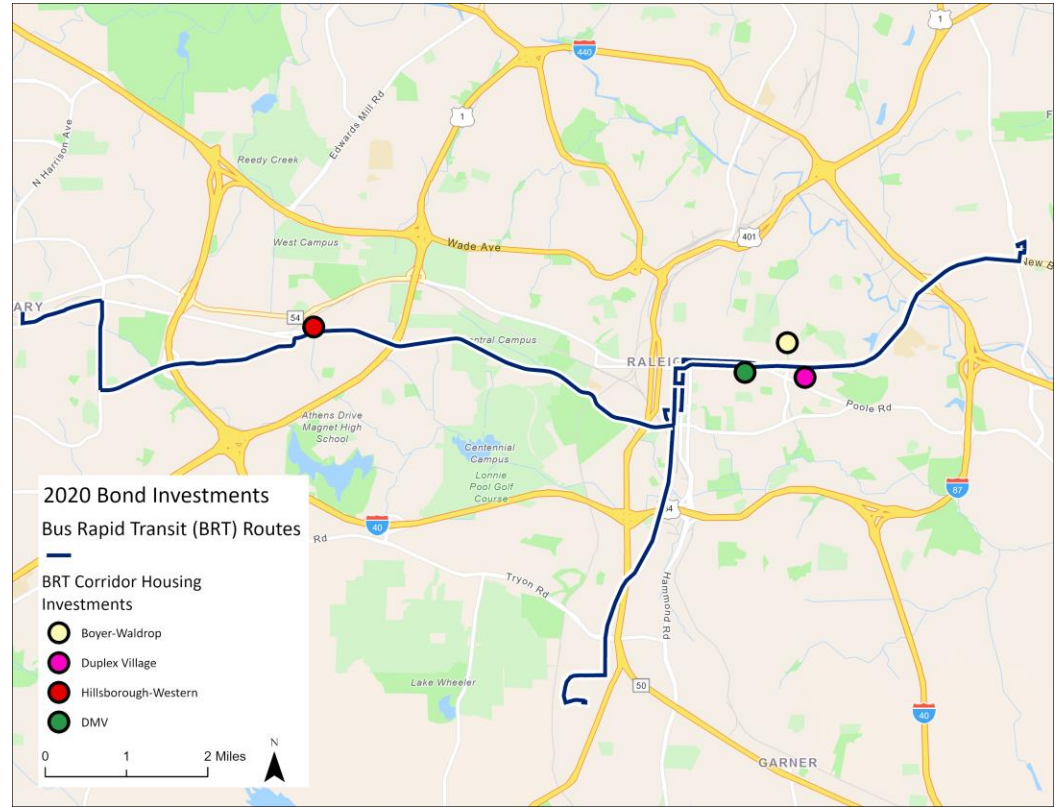 1
440
N Harrison Ave
Edwards Mill Rd
1
Reedy Creek
West Campus
Wade Ave
401
New B
ARY
54
entral Campus
RALEIG
Poole Rd
Athens Drive
Magnet High
School
Centennial
Campus
Lonnie
Pool Golf
Course
87
40
Rd
Tryon Rd
Hammond Rd
Lake Wheeler
50
40
GARNER
2020 Bond Investments
Bus Rapid Transit (BRT) Routes
BRT Corridor Housing
Investments
Boyer-Waldrop
Duplex Village
Hillsborough-Western
DMV
0 1 2 Miles
N